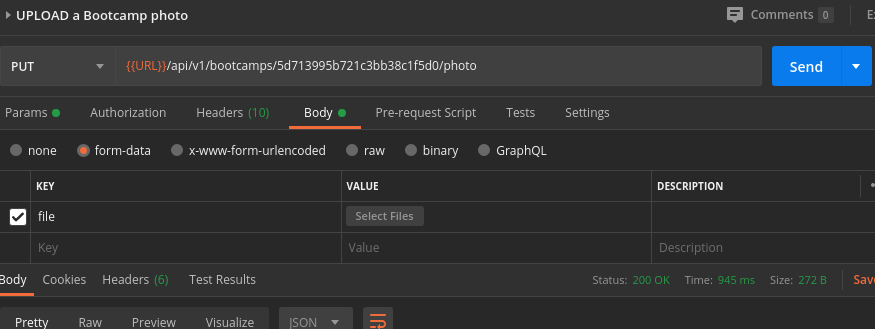 UPLOAD a Bootcamp photo Comments 0
PUT {{URL}}/api/v1/bootcamps/5d713995b721c3bb38c1f5d0/photo Send
Params Authorization Headers (10) Body Pre-request Script Tests Settings
none form-data x-www-form-urlencoded raw binary GraphQL
KEY VALUE DESCRIPTION
file Select Files
Key Value Description
Body Cookies Headers (6) Test Results Status: 200 OK Time: 945 ms Size: 272 B Save
Pretty Raw Preview Visualize JSON